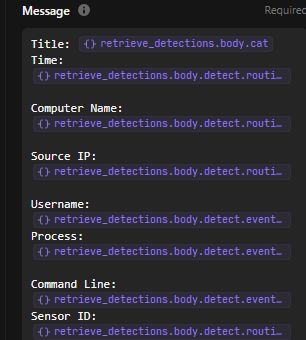 Message Required
Title: {} retrieve_detections.body.cat
Time:
{} retrieve_detections.body.detect.routi…
Computer Name:
{} retrieve_detections.body.detect.routi…
Source IP:
{} retrieve_detections.body.detect.routi…
Username:
{} retrieve_detections.body.detect.event…
Process:
{} retrieve_detections.body.detect.event…
Command Line:
{} retrieve_detections.body.detect.event…
Sensor ID:
{} retrieve_detections.body.detect.routi…